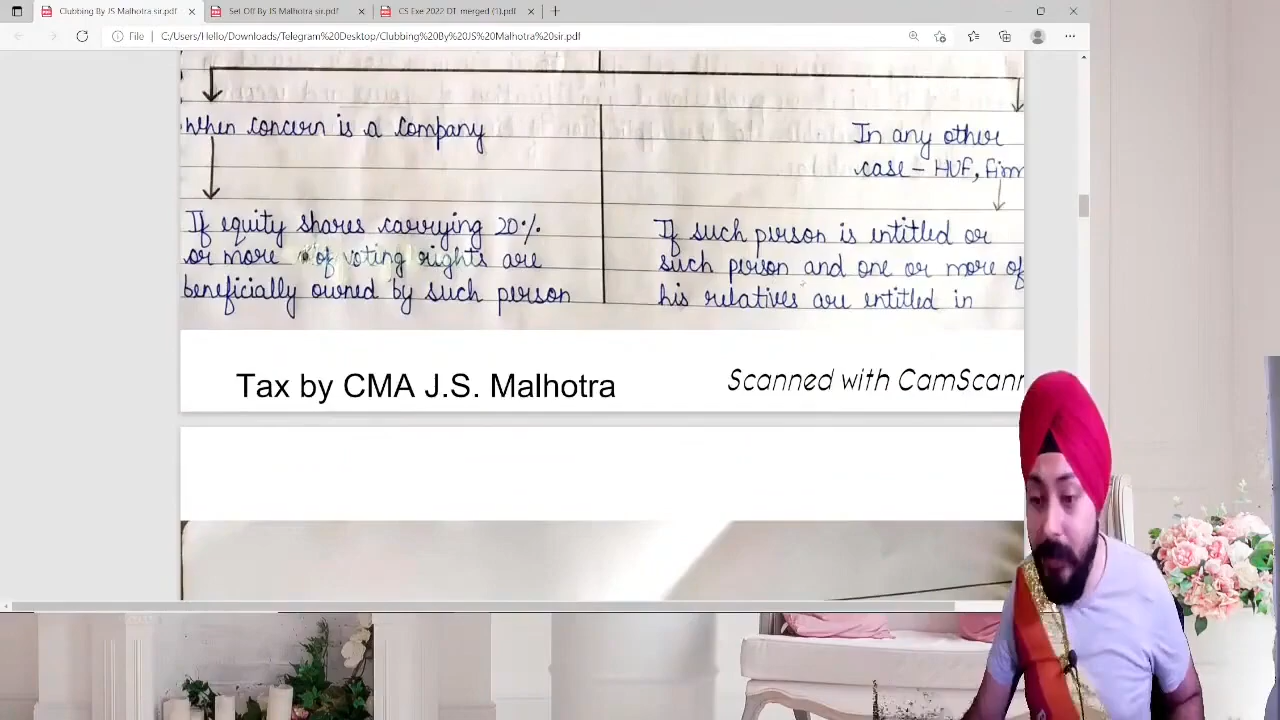 Clubbing By JS Malhotra sir.pdf
Set Off By JS Malhotra sir.pdf
CS Exe 2022 DT merged (1).pdf
File
C:/Users/Hello/Downloads/Telegram%20Desktop/Clubbing%20By%20JS%20Malhotra%20sir.pdf
When concern is a company
In any other
case - HUF, firm
If equity shares carrying 20%
or more of voting rights are
beneficially owned by such person
If such person is entitled or
such person and one or more of
his relatives are entitled in
Tax by CMA J.S. Malhotra
Scanned with CamScann